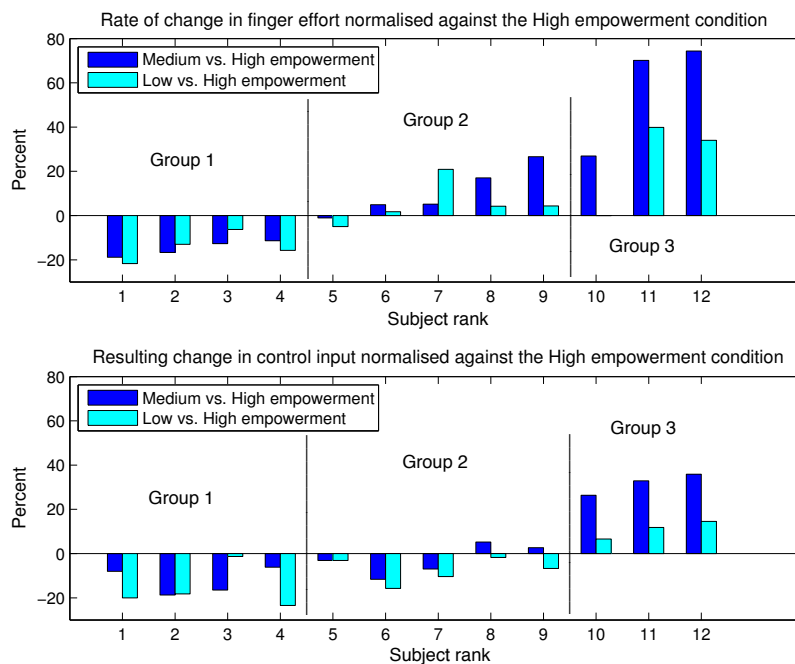 Rate of change in finger effort normalised against the High empowerment condition
80
60
40
20
0
−20
Percent
Medium vs. High empowerment
Low vs. High empowerment
Group 1
Group 2
Group 3
1 2 3 4 5 6 7 8 9 10 11 12
Subject rank
Resulting change in control input normalised against the High empowerment condition
80
60
40
20
0
−20
Percent
Medium vs. High empowerment
Low vs. High empowerment
Group 1
Group 2
Group 3
1 2 3 4 5 6 7 8 9 10 11 12
Subject rank